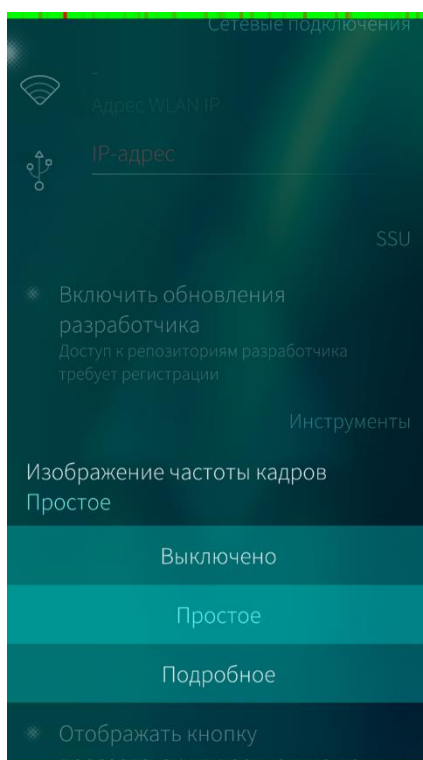 Сетевые подключения
-
Адрес WLAN IP
IP-адрес
SSU
Включить обновления
разработчика
Доступ к репозиториям разработчика
требует регистрации
Инструменты
Изображение частоты кадров
Простое
Выключено
Простое
Подробное
Отображать кнопку